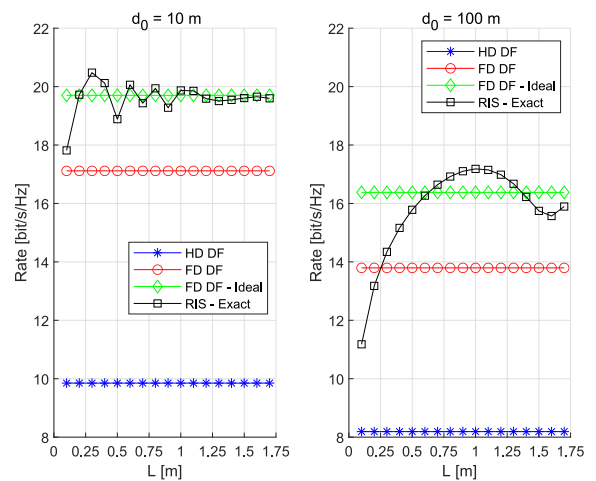 d0 = 10 m
22
20
18
16
14
12
10
8
Rate [bit/s/Hz]
HD DF
FD DF
FD DF - Ideal
RIS - Exact
0
0.25
0.5
0.75
1
1.25
1.5
1.75
L [m]
d0 = 100 m
22
20
18
16
14
12
10
8
Rate [bit/s/Hz]
HD DF
FD DF
FD DF - Ideal
RIS - Exact
0
0.25
0.5
0.75
1
1.25
1.5
1.75
L [m]